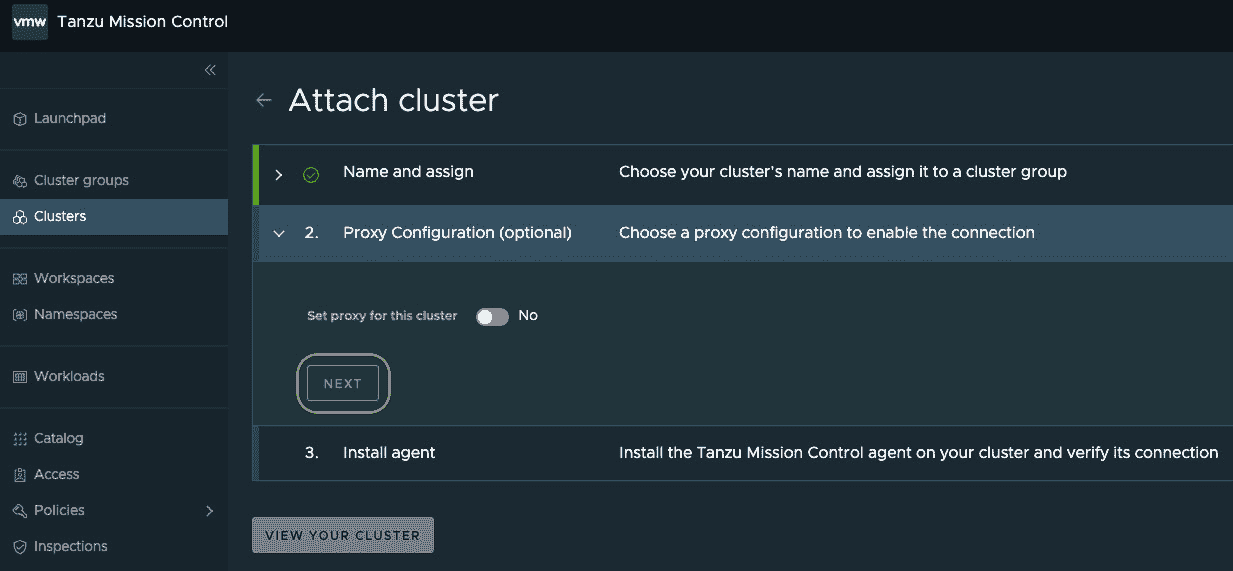 vmw Tanzu Mission Control
Launchpad
Cluster groups
Clusters
Workspaces
Namespaces
Workloads
Catalog
Access
Policies
Inspections
Attach cluster
Name and assign Choose your cluster's name and assign it to a cluster group
2. Proxy Configuration (optional) Choose a proxy configuration to enable the connection
Set proxy for this cluster No
NEXT
3. Install agent Install the Tanzu Mission Control agent on your cluster and verify its connection
VIEW YOUR CLUSTER